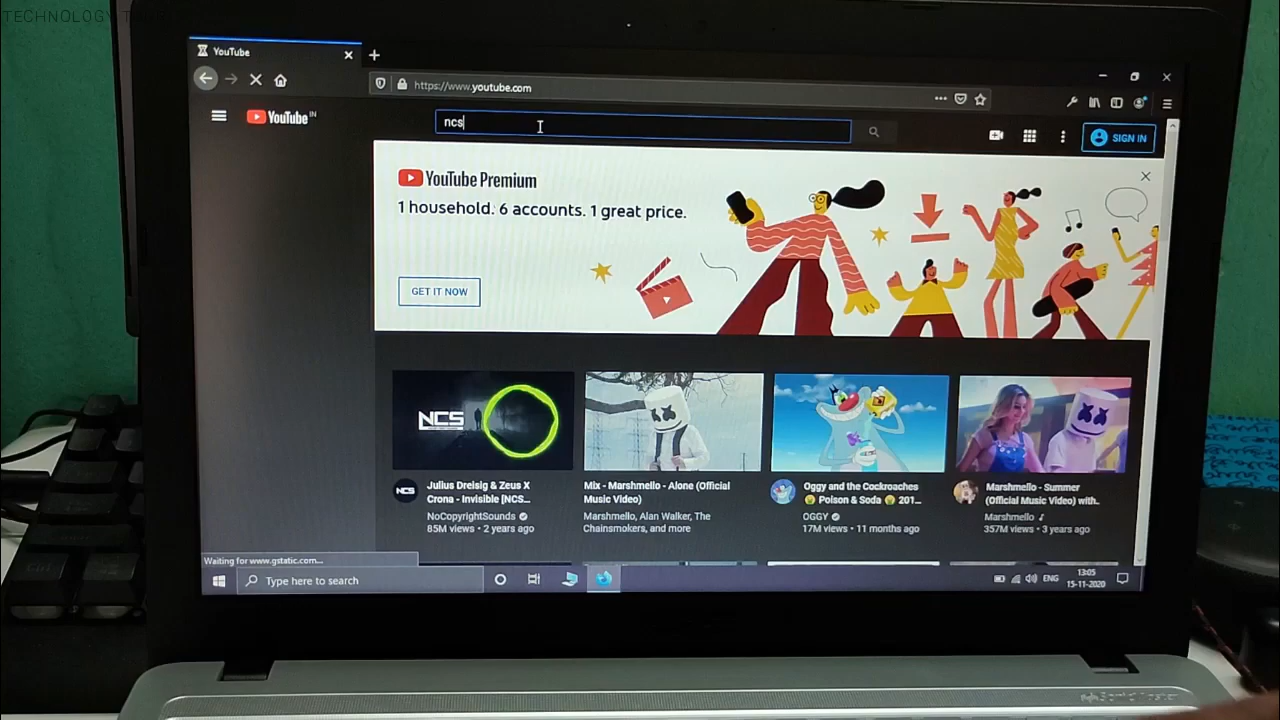 TECHNOLOGY
YouTube
https://www.youtube.com
YouTube IN
ncs
SIGN IN
YouTube Premium
1 household. 6 accounts. 1 great price.
GET IT NOW
NCS
Julius Dreisig & Zeus X
Crona - Invisible [NCS...
NoCopyrightSounds
85M views • 2 years ago
Mix - Marshmello - Alone (Official
Music Video)
Marshmello, Alan Walker, The
Chainsmokers, and more
Oggy and the Cockroaches
Poison & Soda 201...
OGGY
17M views • 11 months ago
Marshmello - Summer
(Official Music Video) with..
Marshmello
357M views • 3 years ago
NCS
Waiting for www.gstatic.com...
Type here to search
ENG
13:05
15-11-2020